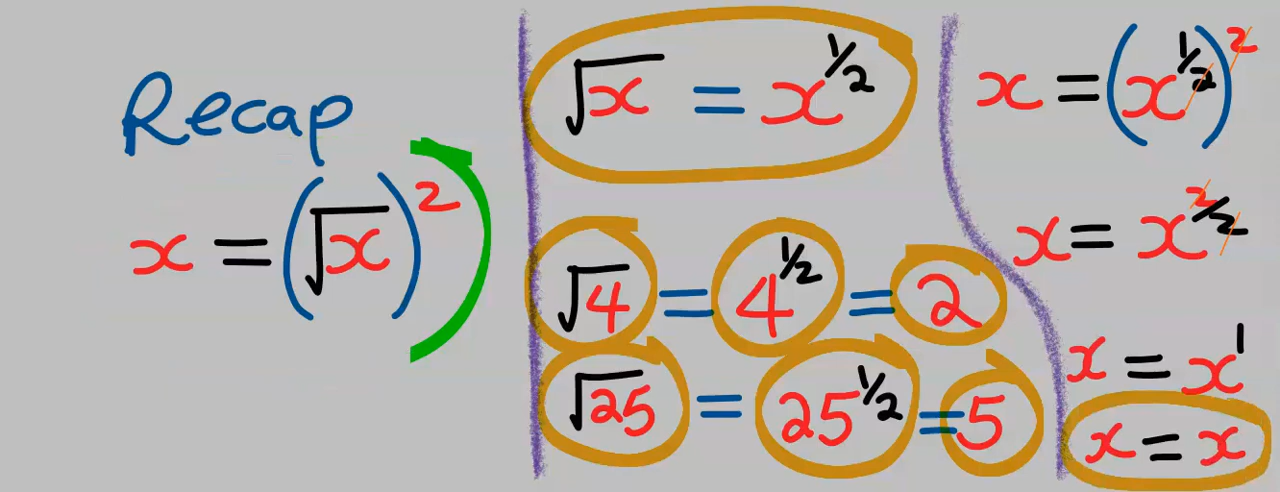 Recap
x = (√x)²
√x = x^{1/2}
√4 = 4^{1/2} = 2
√25 = 25^{1/2} = 5
x = (x^{1/2})²
x = x^{2/2}
x = x¹
x = x